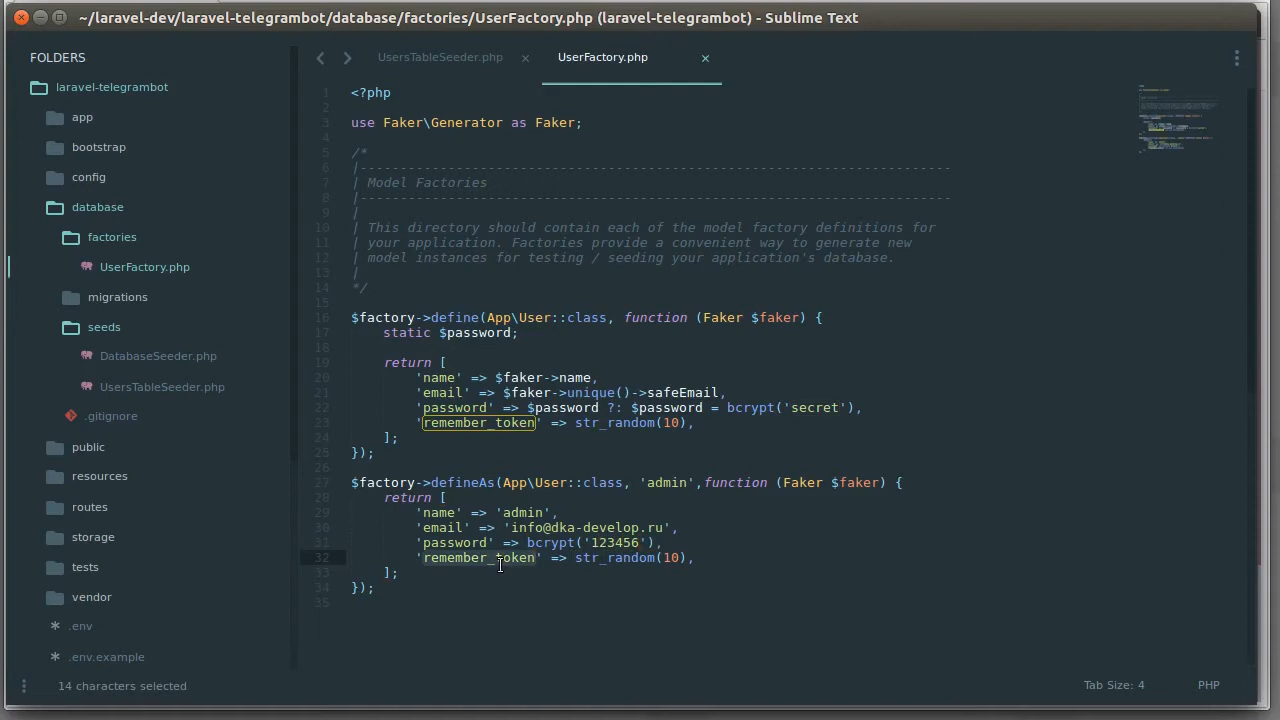 ~/laravel-dev/laravel-telegrambot/database/factories/UserFactory.php (laravel-telegrambot) - Sublime Text
FOLDERS
laravel-telegrambot
app
bootstrap
config
database
factories
UserFactory.php
migrations
seeds
DatabaseSeeder.php
UsersTableSeeder.php
.gitignore
public
resources
routes
storage
tests
vendor
.env
.env.example
UsersTableSeeder.php × UserFactory.php ×
1 <?php
2
3 use Faker\Generator as Faker;
4
5 /*
6 |--------------------------------------------------------------------------
7 | Model Factories
8 |--------------------------------------------------------------------------
9 |
10 | This directory should contain each of the model factory definitions for
11 | your application. Factories provide a convenient way to generate new
12 | model instances for testing / seeding your application's database.
13 |
14 */
15
16 $factory->define(App\User::class, function (Faker $faker) {
17     static $password;
18
19     return [
20         'name' => $faker->name,
21         'email' => $faker->unique()->safeEmail,
22         'password' => $password ?: $password = bcrypt('secret'),
23         'remember_token' => str_random(10),
24     ];
25 });
26
27 $factory->defineAs(App\User::class, 'admin',function (Faker $faker) {
28     return [
29         'name' => 'admin',
30         'email' => 'info@dka-develop.ru',
31         'password' => bcrypt('123456'),
32         'remember_token' => str_random(10),
33     ];
34 });
35
14 characters selected
Tab Size: 4
PHP